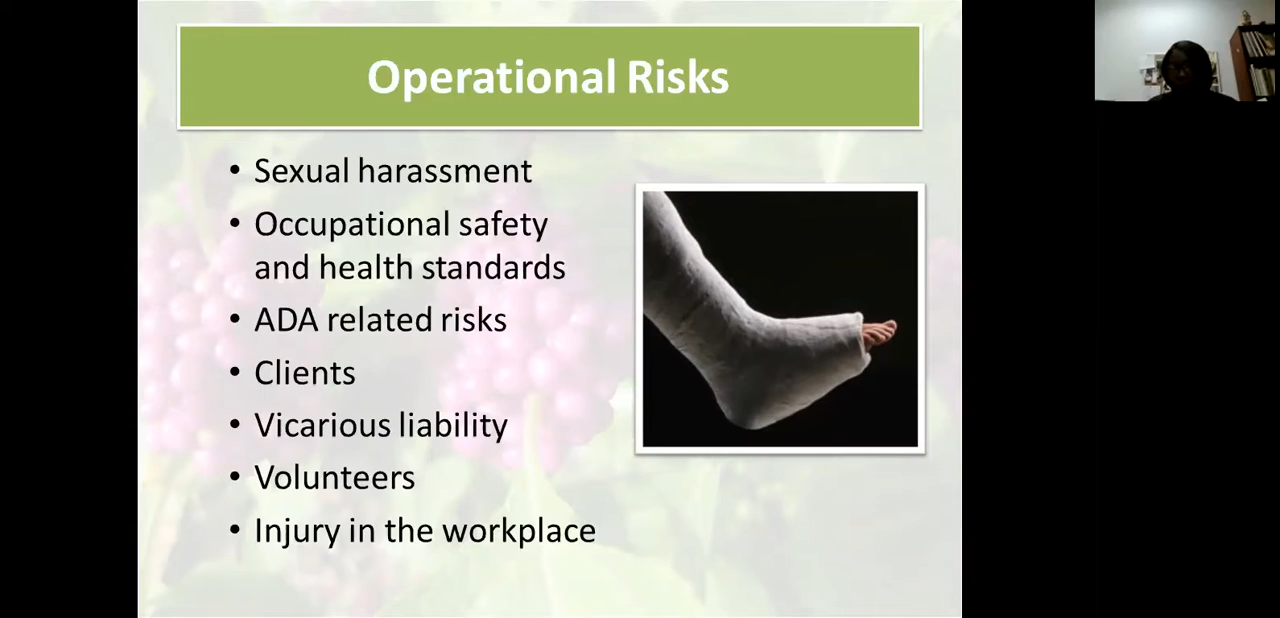 Operational Risks
• Sexual harassment
• Occupational safety
and health standards
• ADA related risks
• Clients
• Vicarious liability
• Volunteers
• Injury in the workplace